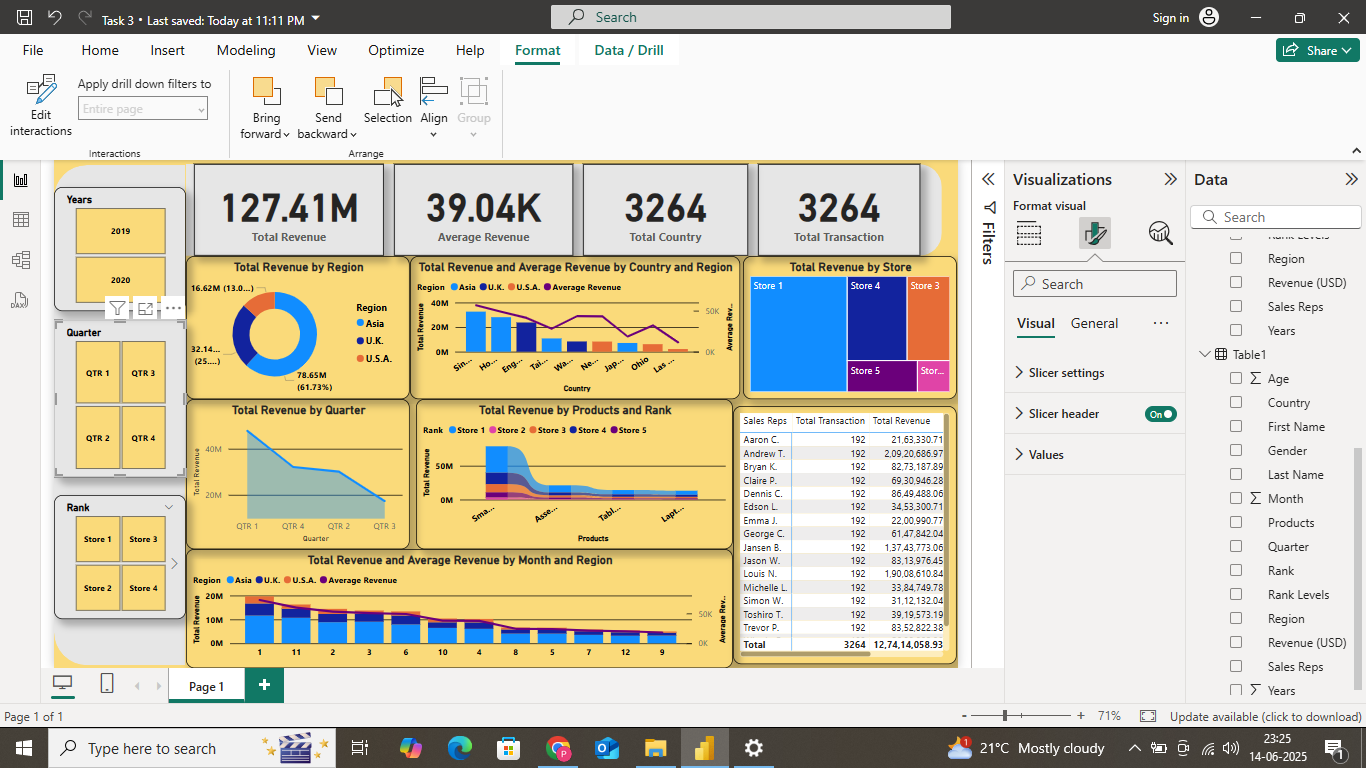 Task 3 • Last saved: Today at 11:11 PM
Search
Sign in
File Home Insert Modeling View Optimize Help Format Data / Drill
Share
Edit interactions
Apply drill down filters to
Entire page
Interactions
Bring forward
Send backward
Selection
Align
Group
Arrange
Years
2019
2020
Quarter
QTR 1 QTR 3
QTR 2 QTR 4
Rank
Store 1 Store 3
Store 2 Store 4
127.41M
Total Revenue
39.04K
Average Revenue
3264
Total Country
3264
Total Transaction
Total Revenue by Region
16.62M (13.0...)
32.14...
(25....)
78.65M
(61.73%)
Region
Asia
U.K.
U.S.A.
Total Revenue and Average Revenue by Country and Region
Region Asia U.K. U.S.A. Average Revenue
Total Revenue
40M
20M
0M
50K
0K
Average Rev...
Sin... Ho... Eng... Tai... Wa... Ne... Jap... Ohio Las ...
Country
Total Revenue by Store
Store 1
Store 4
Store 3
Store 5
Stor...
Total Revenue by Quarter
Total Revenue
40M
20M
QTR 1 QTR 4 QTR 2 QTR 3
Quarter
Total Revenue by Products and Rank
Rank Store 1 Store 2 Store 3 Store 4 Store 5
Total Revenue
50M
0M
Sma... Asse... Tabl... Lapt...
Products
Total Revenue and Average Revenue by Month and Region
Region Asia U.K. U.S.A. Average Revenue
Total Revenue
20M
10M
0M
50K
0K
Average Rev...
1 11 2 3 6 10 4 8 5 7 12 9
Sales Reps Total Transaction Total Revenue
Aaron C. 192 21,63,330.71
Andrew T. 192 2,09,20,686.97
Bryan K. 192 82,73,187.89
Claire P. 192 69,30,946.28
Dennis C. 192 86,49,488.06
Edson L. 192 34,53,300.71
Emma J. 192 22,00,990.77
George C. 192 61,47,842.04
Jansen B. 192 1,37,43,773.06
Jason W. 192 83,13,976.45
Louis N. 192 1,90,08,610.84
Michelle L. 192 33,84,749.78
Simon W. 192 31,12,132.04
Toshiro T. 192 39,19,573.19
Trevor P. 192 83,52,822.38
Total 3264 12,74,14,058.93
Filters
Visualizations
Format visual
Search
Visual General
Slicer settings
Slicer header On
Values
Data
Search
Region
Revenue (USD)
Sales Reps
Years
Table1
Age
Country
First Name
Gender
Last Name
Month
Products
Quarter
Rank
Rank Levels
Region
Revenue (USD)
Sales Reps
Years
Page 1
Page 1 of 1
- + 71%
Update available (click to download)
Type here to search
1
21°C Mostly cloudy
23:25
14-06-2025
1